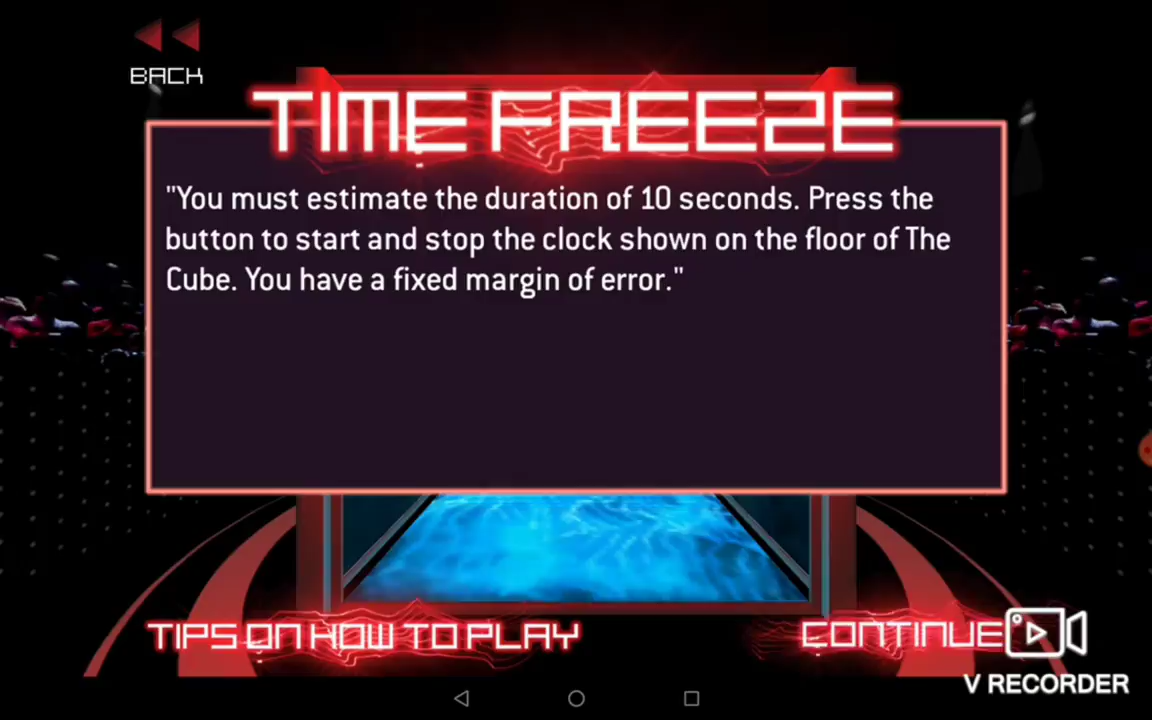 BACK
TIME FREEZE
"You must estimate the duration of 10 seconds. Press the
button to start and stop the clock shown on the floor of The
Cube. You have a fixed margin of error."
TIPS ON HOW TO PLAY
CONTINUE
V RECORDER